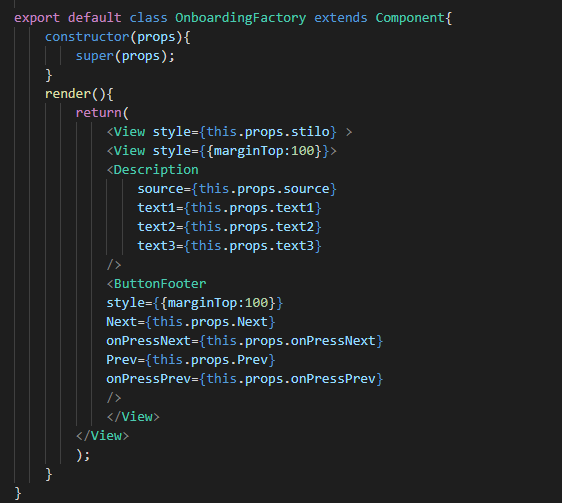 export default class OnboardingFactory extends Component{
constructor(props){
super(props);
}
render(){
return(
<View style={this.props.stilo} >
<View style={{marginTop:100}}>
<Description
source={this.props.source}
text1={this.props.text1}
text2={this.props.text2}
text3={this.props.text3}
/>
<ButtonFooter
style={{marginTop:100}}
Next={this.props.Next}
onPressNext={this.props.onPressNext}
Prev={this.props.Prev}
onPressPrev={this.props.onPressPrev}
/>
</View>
</View>
);
}
}